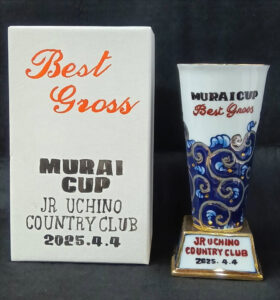 Best
Gross
MURAI
CUP
JR UCHINO
COUNTRY CLUB
2025.4.4
MURAI CUP
Best Gross
JR UCHINO
COUNTRY CLUB
2025.4.4